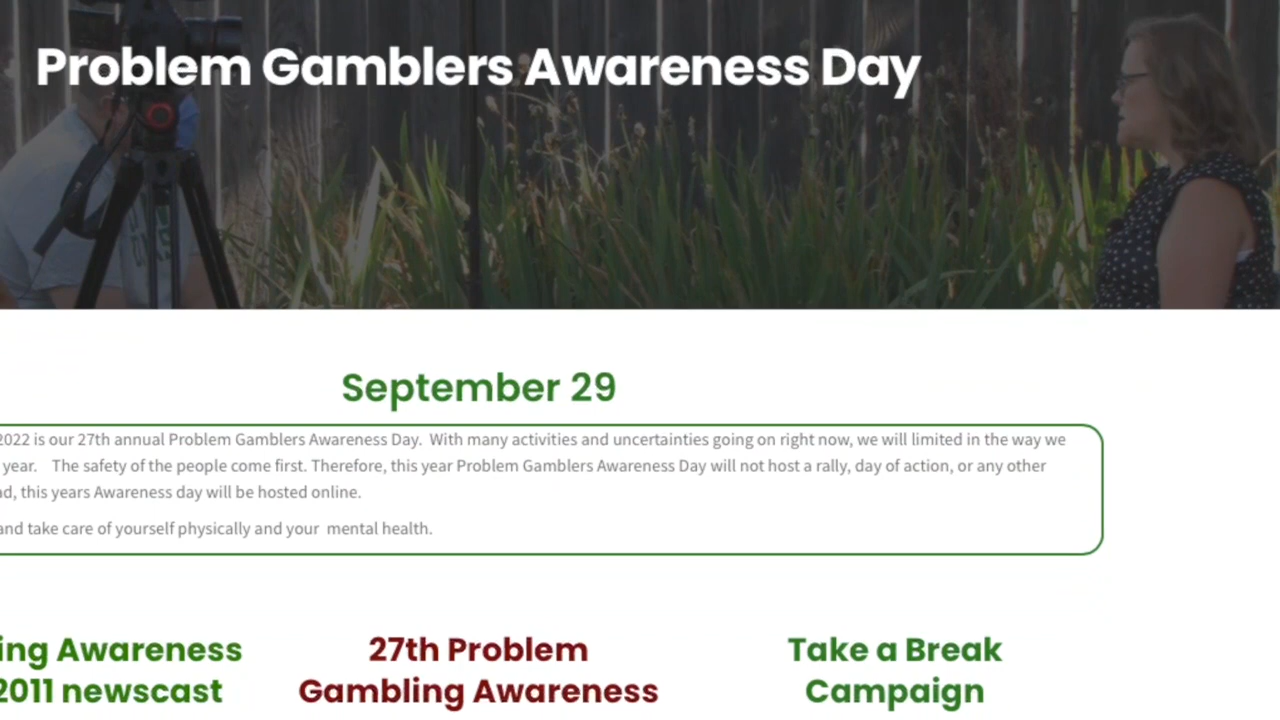 Problem Gamblers Awareness Day
September 29
2022 is our 27th annual Problem Gamblers Awareness Day. With many activities and uncertainties going on right now, we will limited in the way we
year. The safety of the people come first. Therefore, this year Problem Gamblers Awareness Day will not host a rally, day of action, or any other
d, this years Awareness day will be hosted online.
and take care of yourself physically and your mental health.
ing Awareness
2011 newscast
27th Problem
Gambling Awareness
Take a Break
Campaign